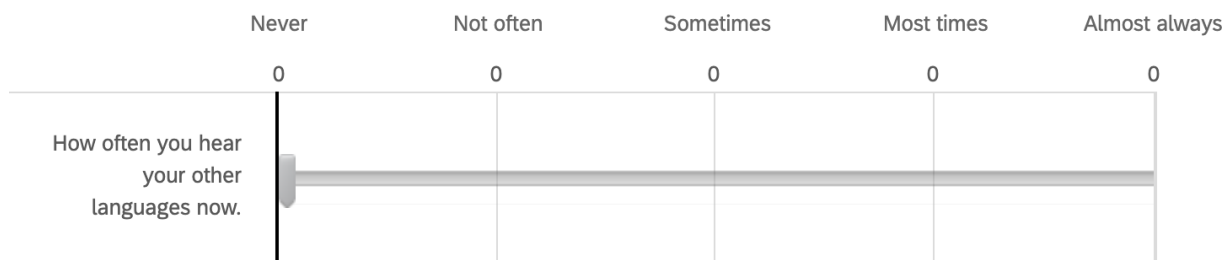 Never Not often Sometimes Most times Almost always
0 0 0 0 0
How often you hear
your other
languages now.